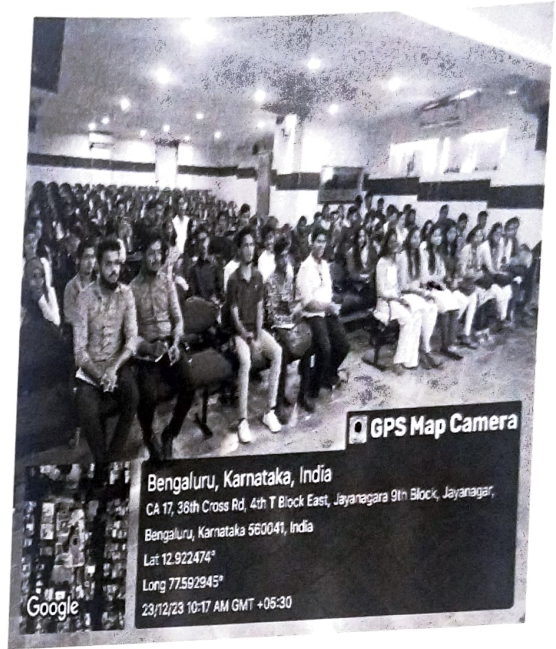 GPS Map Camera
Bengaluru, Karnataka, India
CA 17, 36th Cross Rd, 4th T Block East, Jayanagara 9th Block, Jayanagar,
Bengaluru, Karnataka 560041, India
Lat 12.922474°
Long 77.592945°
23/12/23 10:17 AM GMT +05:30
Google